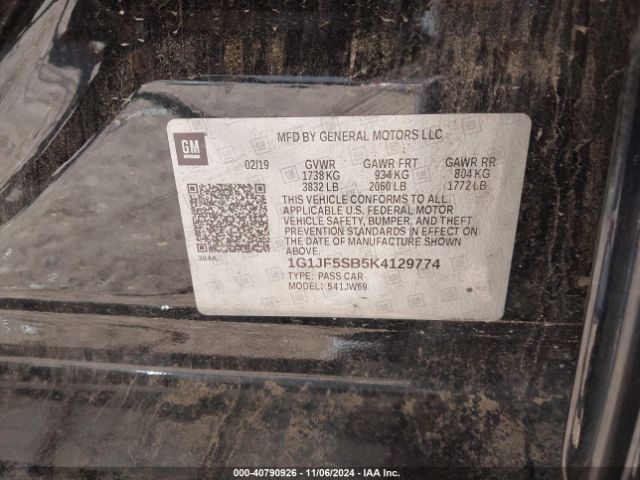 GM
MFD BY GENERAL MOTORS LLC
02/19 GVWR GAWR FRT GAWR RR
1738 KG 934 KG 804 KG
3832 LB 2060 LB 1772 LB
THIS VEHICLE CONFORMS TO ALL
APPLICABLE U.S. FEDERAL MOTOR
VEHICLE SAFETY, BUMPER, AND THEFT
PREVENTION STANDARDS IN EFFECT ON
THE DATE OF MANUFACTURE SHOWN
ABOVE.
384A
1G1JF5SB5K4129774
TYPE: PASS CAR
MODEL: 541JW69
000-40790926 - 11/06/2024 - IAA Inc.